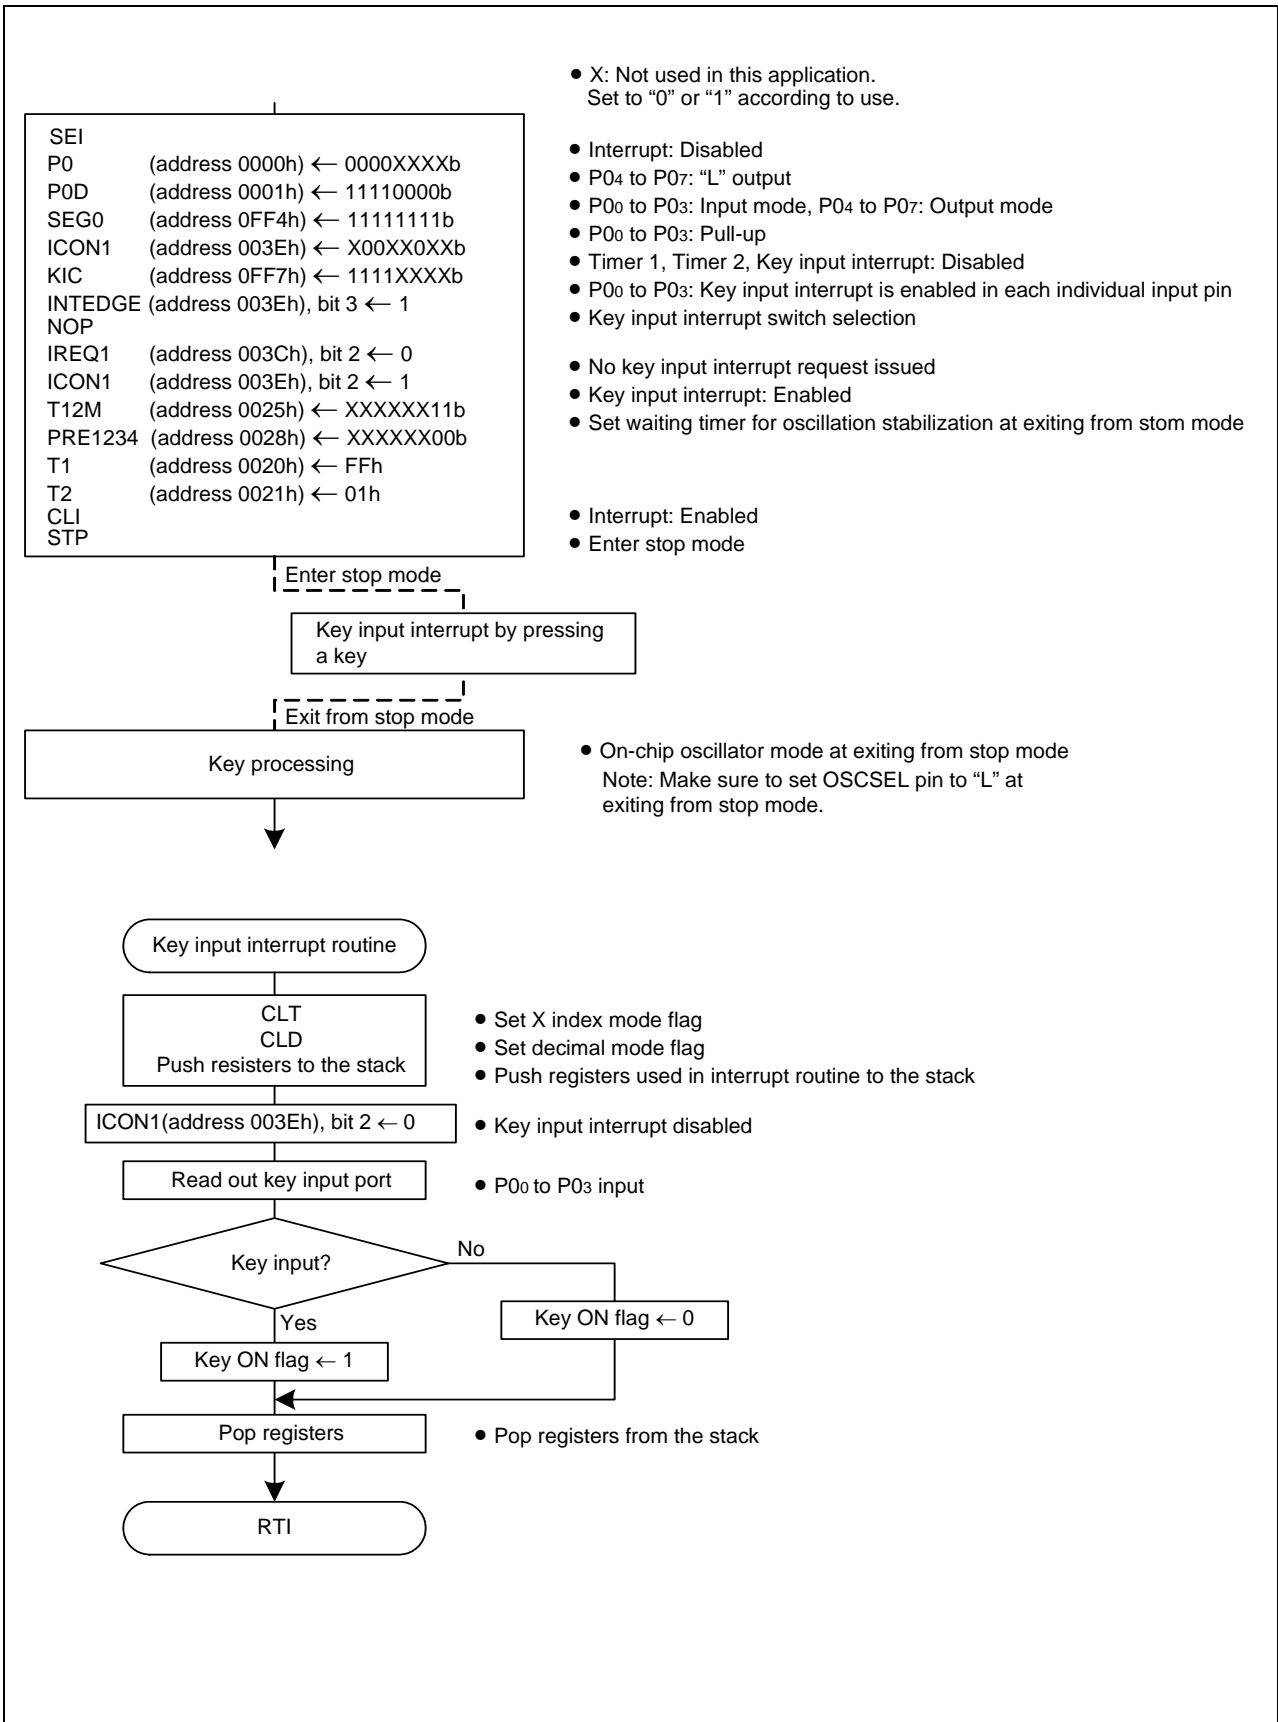 ● X: Not used in this application.
Set to “0” or “1” according to use.
SEI
P0 (address 0000h) ← 0000XXXXb
P0D (address 0001h) ← 11110000b
SEG0 (address 0FF4h) ← 11111111b
ICON1 (address 003Eh) ← X00XX0XXb
KIC (address 0FF7h) ← 1111XXXXb
INTEDGE (address 003Eh), bit 3 ← 1
NOP
IREQ1 (address 003Ch), bit 2 ← 0
ICON1 (address 003Eh), bit 2 ← 1
T12M (address 0025h) ← XXXXXX11b
PRE1234 (address 0028h) ← XXXXXX00b
T1 (address 0020h) ← FFh
T2 (address 0021h) ← 01h
CLI
STP
● Interrupt: Disabled
● P04 to P07: “L” output
● P00 to P03: Input mode, P04 to P07: Output mode
● P00 to P03: Pull-up
● Timer 1, Timer 2, Key input interrupt: Disabled
● P00 to P03: Key input interrupt is enabled in each individual input pin
● Key input interrupt switch selection
● No key input interrupt request issued
● Key input interrupt: Enabled
● Set waiting timer for oscillation stabilization at exiting from stom mode
● Interrupt: Enabled
● Enter stop mode
Enter stop mode
Key input interrupt by pressing
a key
Exit from stop mode
Key processing
● On-chip oscillator mode at exiting from stop mode
Note: Make sure to set OSCSEL pin to “L” at
exiting from stop mode.
Key input interrupt routine
CLT
CLD
Push resisters to the stack
● Set X index mode flag
● Set decimal mode flag
● Push registers used in interrupt routine to the stack
ICON1(address 003Eh), bit 2 ← 0
● Key input interrupt disabled
Read out key input port
● P00 to P03 input
Key input?
No
Yes
Key ON flag ← 0
Key ON flag ← 1
Pop registers
● Pop registers from the stack
RTI